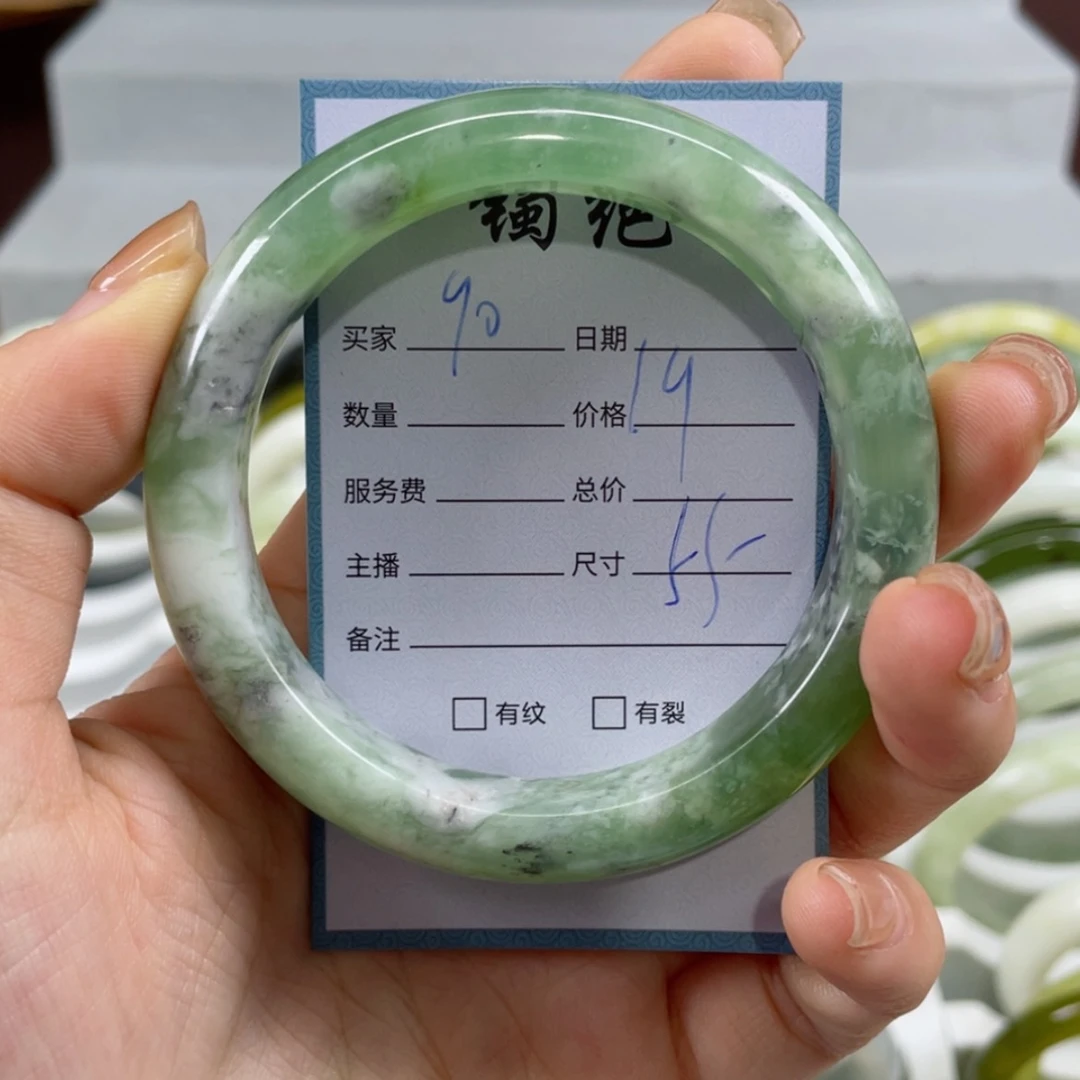 买家 90 日期
数量 价格 19
服务费 总价
主播 尺寸 55-
备注
□有纹 □有裂